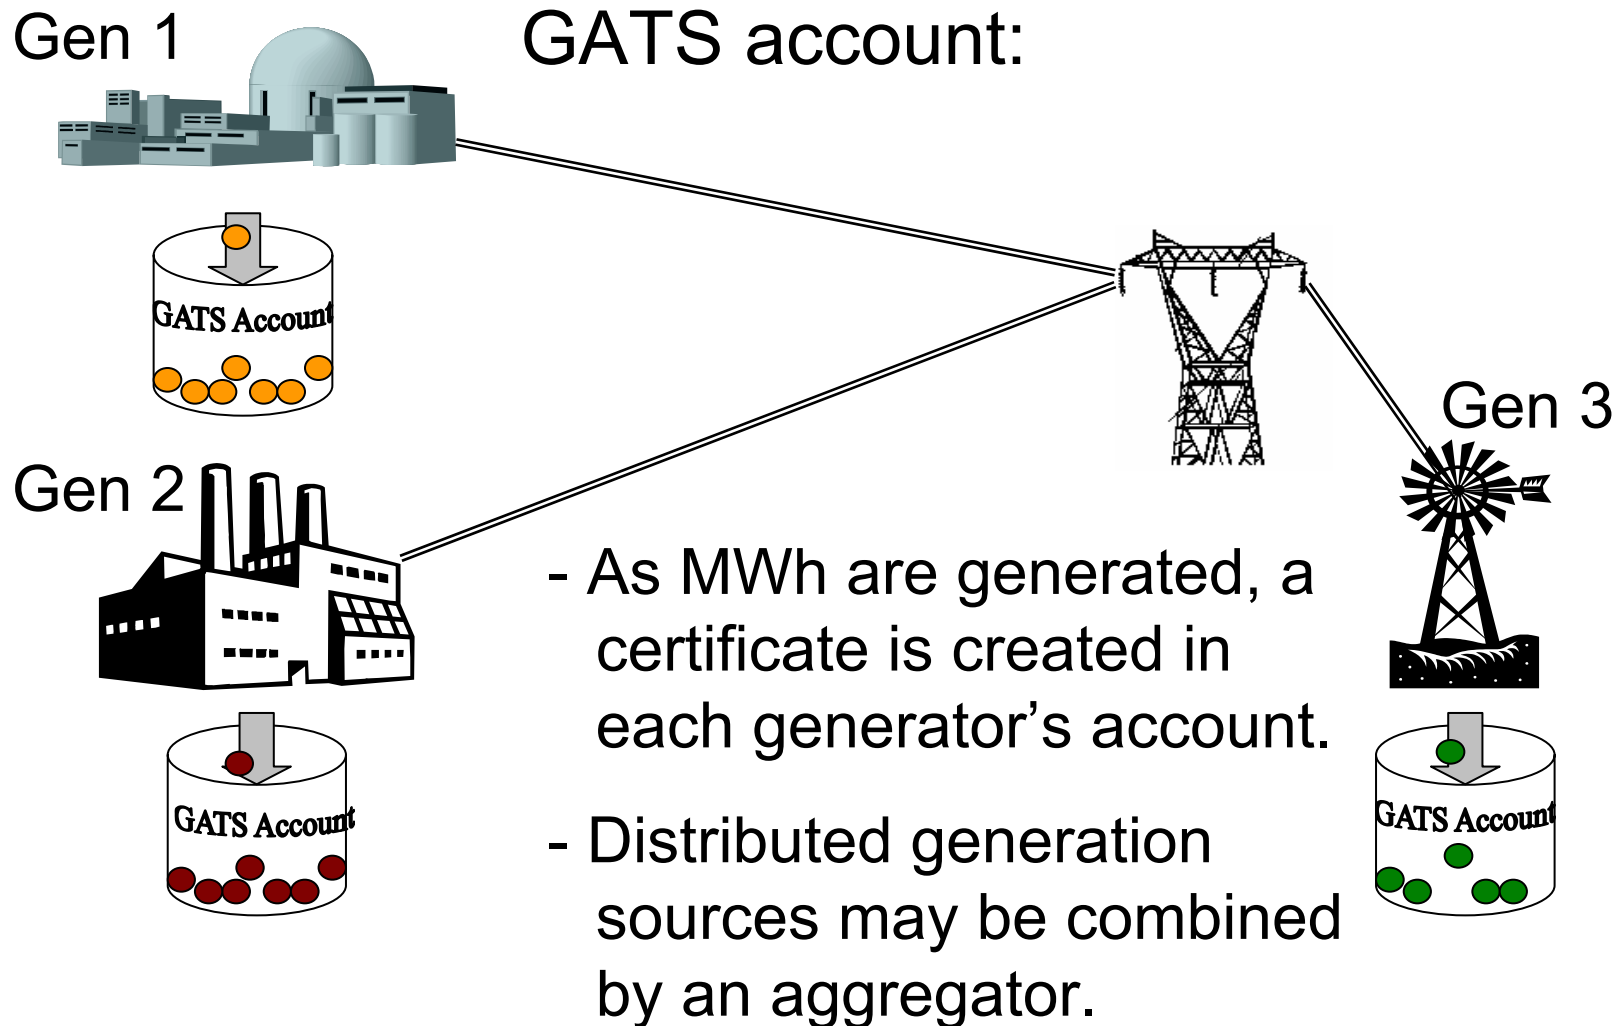 Gen 1
GATS account:
GATS Account
Gen 3
Gen 2
- As MWh are generated, a
certificate is created in
each generator’s account.
GATS Account
GATS Account
- Distributed generation
sources may be combined
by an aggregator.